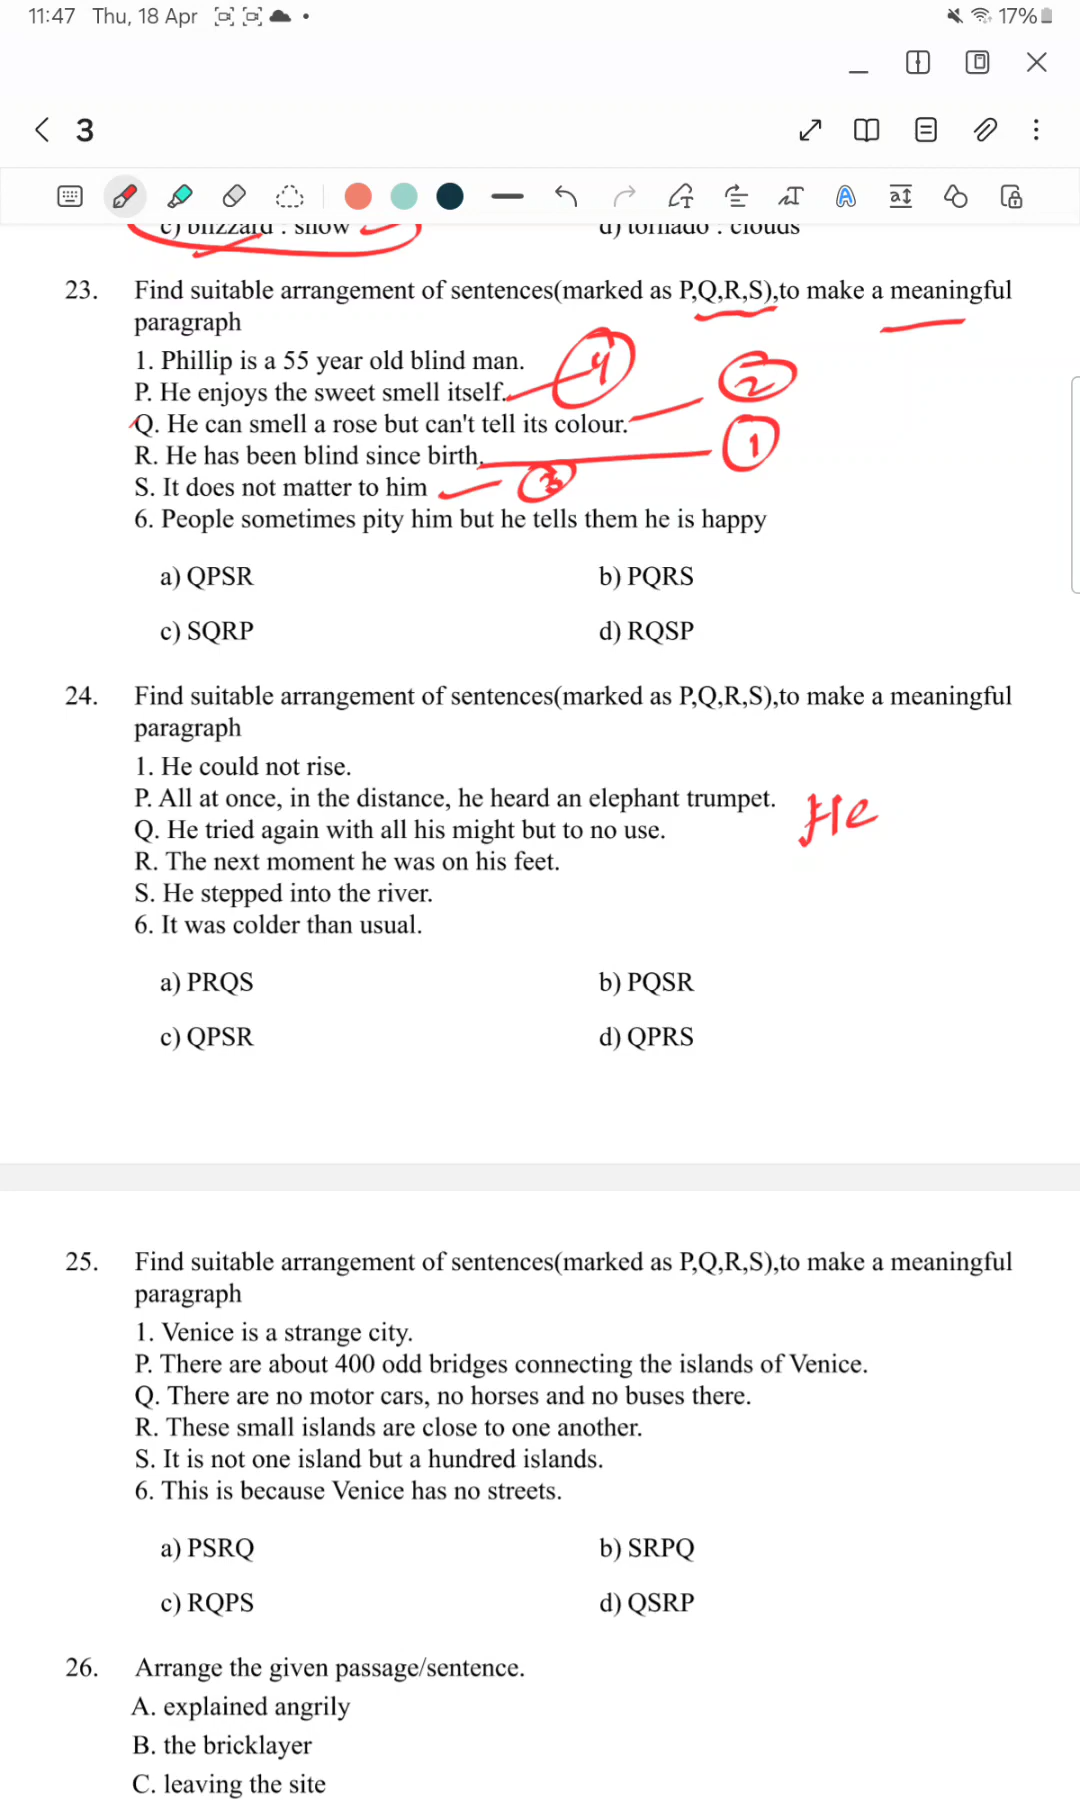 11:47 Thu, 18 Apr 17%
3
c) blizzard : snow d) tornado : clouds
23. Find suitable arrangement of sentences(marked as P,Q,R,S),to make a meaningful
paragraph
1. Phillip is a 55 year old blind man.
P. He enjoys the sweet smell itself. 4
Q. He can smell a rose but can't tell its colour. 2
R. He has been blind since birth. 1
S. It does not matter to him 3
6. People sometimes pity him but he tells them he is happy
a) QPSR b) PQRS
c) SQRP d) RQSP
24. Find suitable arrangement of sentences(marked as P,Q,R,S),to make a meaningful
paragraph
1. He could not rise.
P. All at once, in the distance, he heard an elephant trumpet. He
Q. He tried again with all his might but to no use.
R. The next moment he was on his feet.
S. He stepped into the river.
6. It was colder than usual.
a) PRQS b) PQSR
c) QPSR d) QPRS
25. Find suitable arrangement of sentences(marked as P,Q,R,S),to make a meaningful
paragraph
1. Venice is a strange city.
P. There are about 400 odd bridges connecting the islands of Venice.
Q. There are no motor cars, no horses and no buses there.
R. These small islands are close to one another.
S. It is not one island but a hundred islands.
6. This is because Venice has no streets.
a) PSRQ b) SRPQ
c) RQPS d) QSRP
26. Arrange the given passage/sentence.
A. explained angrily
B. the bricklayer
C. leaving the site